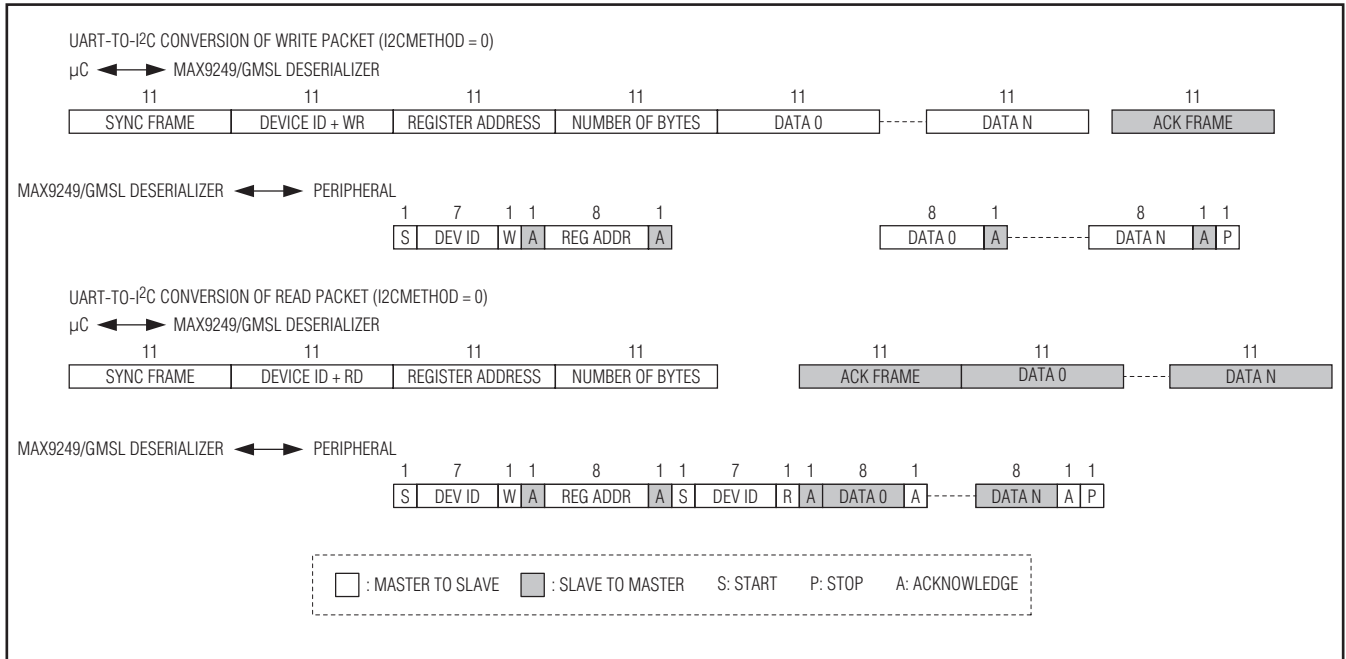 UART-TO-I2C CONVERSION OF WRITE PACKET (I2CMETHOD = 0)
µC MAX9249/GMSL DESERIALIZER
11 11 11 11 11 11 11
SYNC FRAME DEVICE ID + WR REGISTER ADDRESS NUMBER OF BYTES DATA 0 DATA N ACK FRAME
MAX9249/GMSL DESERIALIZER PERIPHERAL
1 7 1 1 8 1 8 1 8 1 1
S DEV ID W A REG ADDR A DATA 0 A DATA N A P
UART-TO-I2C CONVERSION OF READ PACKET (I2CMETHOD = 0)
µC MAX9249/GMSL DESERIALIZER
11 11 11 11 11 11 11
SYNC FRAME DEVICE ID + RD REGISTER ADDRESS NUMBER OF BYTES ACK FRAME DATA 0 DATA N
MAX9249/GMSL DESERIALIZER PERIPHERAL
1 7 1 1 8 1 1 7 1 1 8 1 8 1 1
S DEV ID W A REG ADDR A S DEV ID R A DATA 0 A DATA N A P
: MASTER TO SLAVE : SLAVE TO MASTER S: START P: STOP A: ACKNOWLEDGE